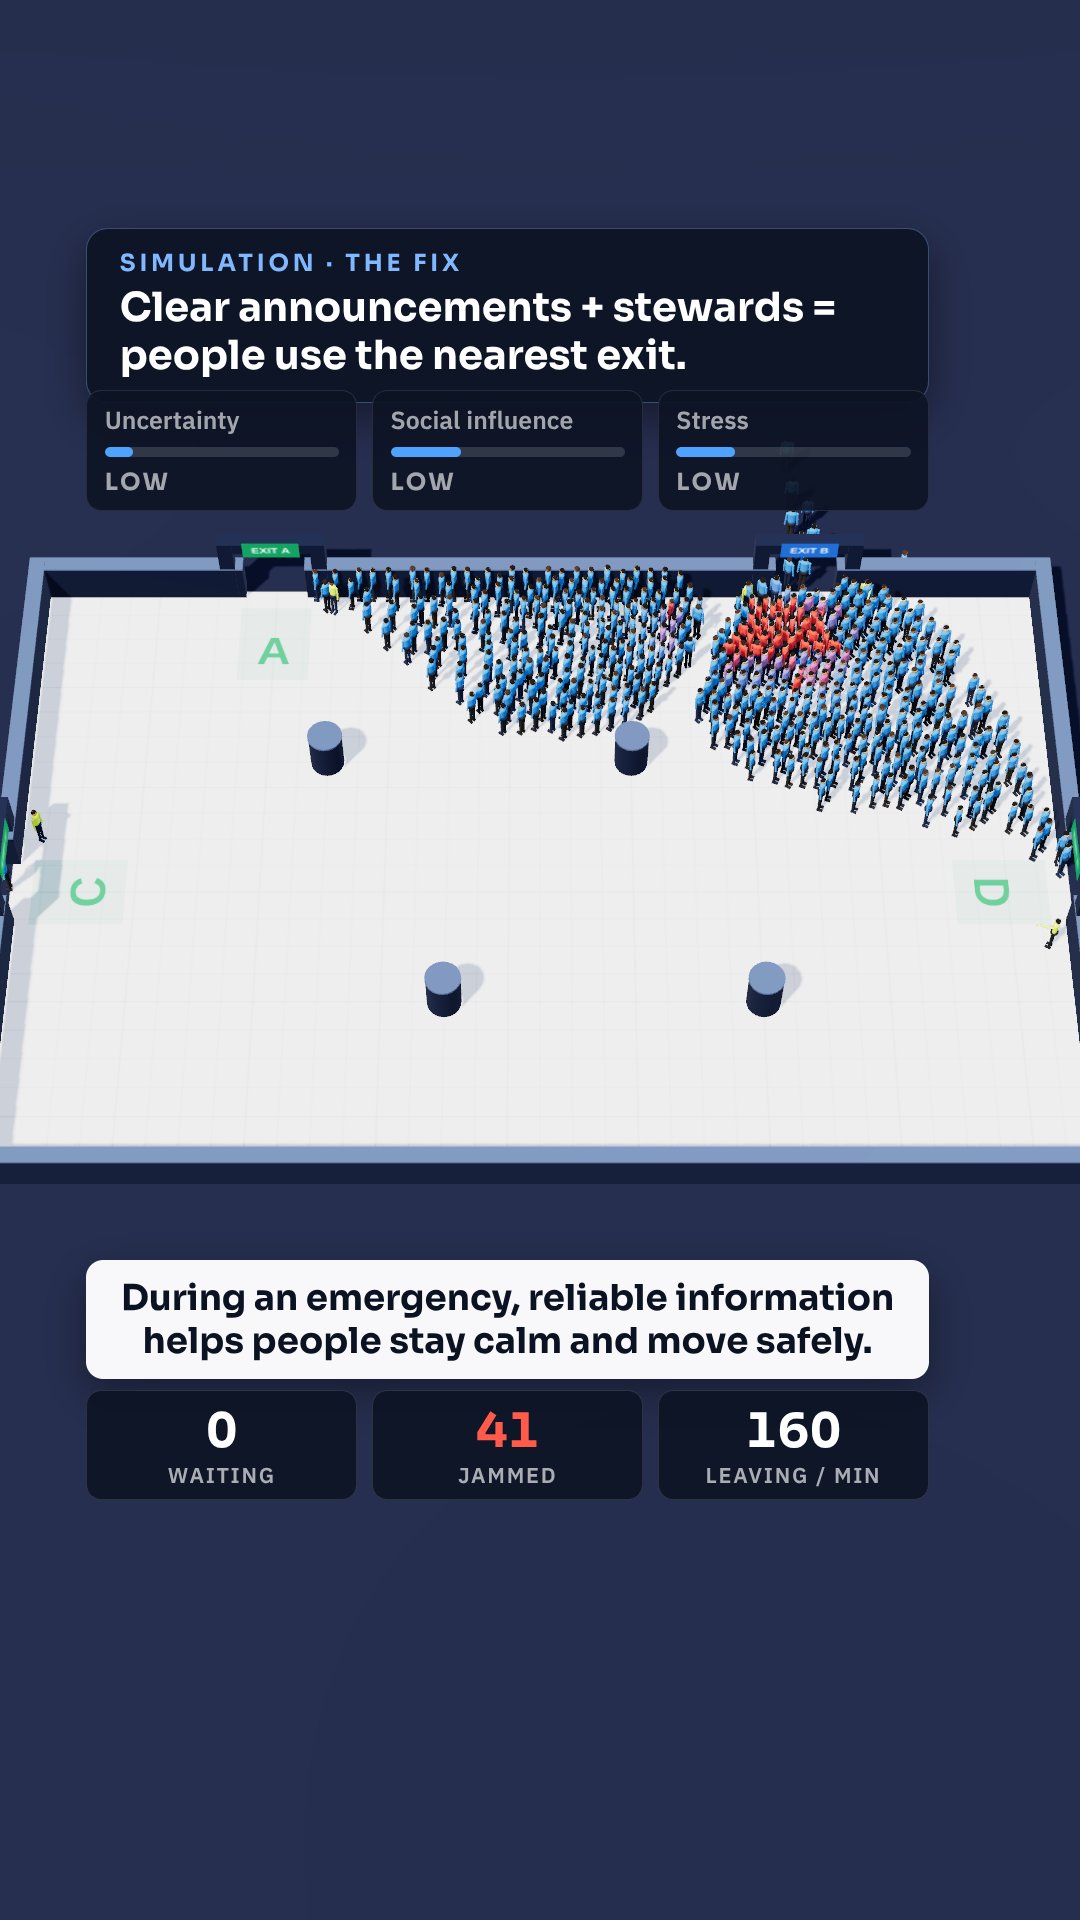 SIMULATION · THE FIX
Clear announcements + stewards =
people use the nearest exit.
Uncertainty
LOW
Social influence
LOW
Stress
LOW
EXIT A
EXIT B
A
C
D
During an emergency, reliable information
helps people stay calm and move safely.
0
WAITING
41
JAMMED
160
LEAVING / MIN